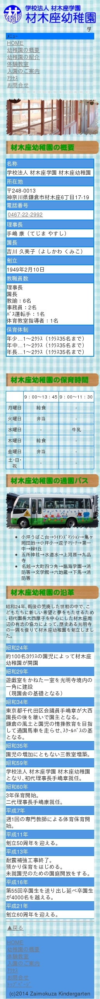 学校法人 材木座学園
材木座幼稚園
学
ﾒﾆｭｰ
HOME
幼稚園の概要
幼稚園の紹介
体験教室
入園のご案内
ｱｸｾｽ
お問合せ
材木座幼稚園の概要
名称
学校法人 材木座学園 材木座幼稚園
所在地
〒248-0013
神奈川県鎌倉市材木座6丁目17-19
電話番号
0467-22-2992
理事長
手嶋 康（てじま やすし）
園長
吉川 久美子（よしかわ くみこ）
創立
1949年2月10日
教職員数
理事長
園長
教諭：6名
事務員：2名
ﾊﾞｽ運転手：1名
体育教室指導者：1名
保育体制
年少…1～2ｸﾗｽ（1ｸﾗｽ35名まで）
年中…1～2ｸﾗｽ（1ｸﾗｽ35名まで）
年長…1～2ｸﾗｽ（1ｸﾗｽ35名まで）
材木座幼稚園の保育時間
9：00～13：45 9：00～11：30
月曜日 給食 -
火曜日 弁当 -
水曜日 - 牛乳
木曜日 給食 -
金曜日 弁当 -
土･日･祝 - -
材木座幼稚園の通園バス
ざいもくざようちえん
小坪うばこ台→ﾗｲｵﾝｽﾞﾏﾝｼｮﾝ→亀ヶ
岡団地→小坪小→逗子ﾏﾘｰﾅ→第一
中→緑ｹ丘
五所神社→水道水→上河原→九品
寺
名越→大町四つ角→臨海学園→消
防署→文学館→六地蔵→下馬→消
防署
材木座幼稚園の沿革
昭和24年､戦後の荒廃した世相の中で､こ
どもたちに新しい希望と夢をもたせるため
､初代園長大西厚子を中心にした材木座周
辺の有志の協力によって､歴史ある光明寺
の一隅を借りて材木座幼稚園を創立しまし
た。
昭和24年
約100名3ｸﾗｽの園児によって材木座
幼稚園が開園
昭和29年
遊戯室をかねた一室を光明寺境内の
一角に建設
（現園舎の基礎となる）
昭和34年
東京都千代田区会議員手嶋章が大西
園長の後を継いで園主となる。
鎌倉の風土と園児の情操教育を目指
して通園馬車を走らせ､ｽｸｰﾙﾊﾞｽの基
となる。
昭和35年
園児の増加にともない三教室増築。
昭和59年
学校法人 材木座学園 材木座幼稚園
となり､初代理事長手嶋章就任。
昭和60年
3年保育開始。
二代理事長手嶋康就任。
平成7年
週1回の専門教師による体育保育開
始。
平成11年
創立50周年を迎える。
平成13年
耐震補強工事終了。
預かり保育をはじめる。
未就園児のための園庭開放をする。
平成16年
第55回卒園生を送り出し延べ卒園生
が4000名を越える。
平成21年
創立60周年を迎える。
▲戻る
HOME
幼稚園の概要
体験教室
入園のご案内
ｱｸｾｽ
お問合せ
ﾄｯﾌﾟﾍﾟｰｼﾞ
(c)2014 Zaimokuza Kindergarten